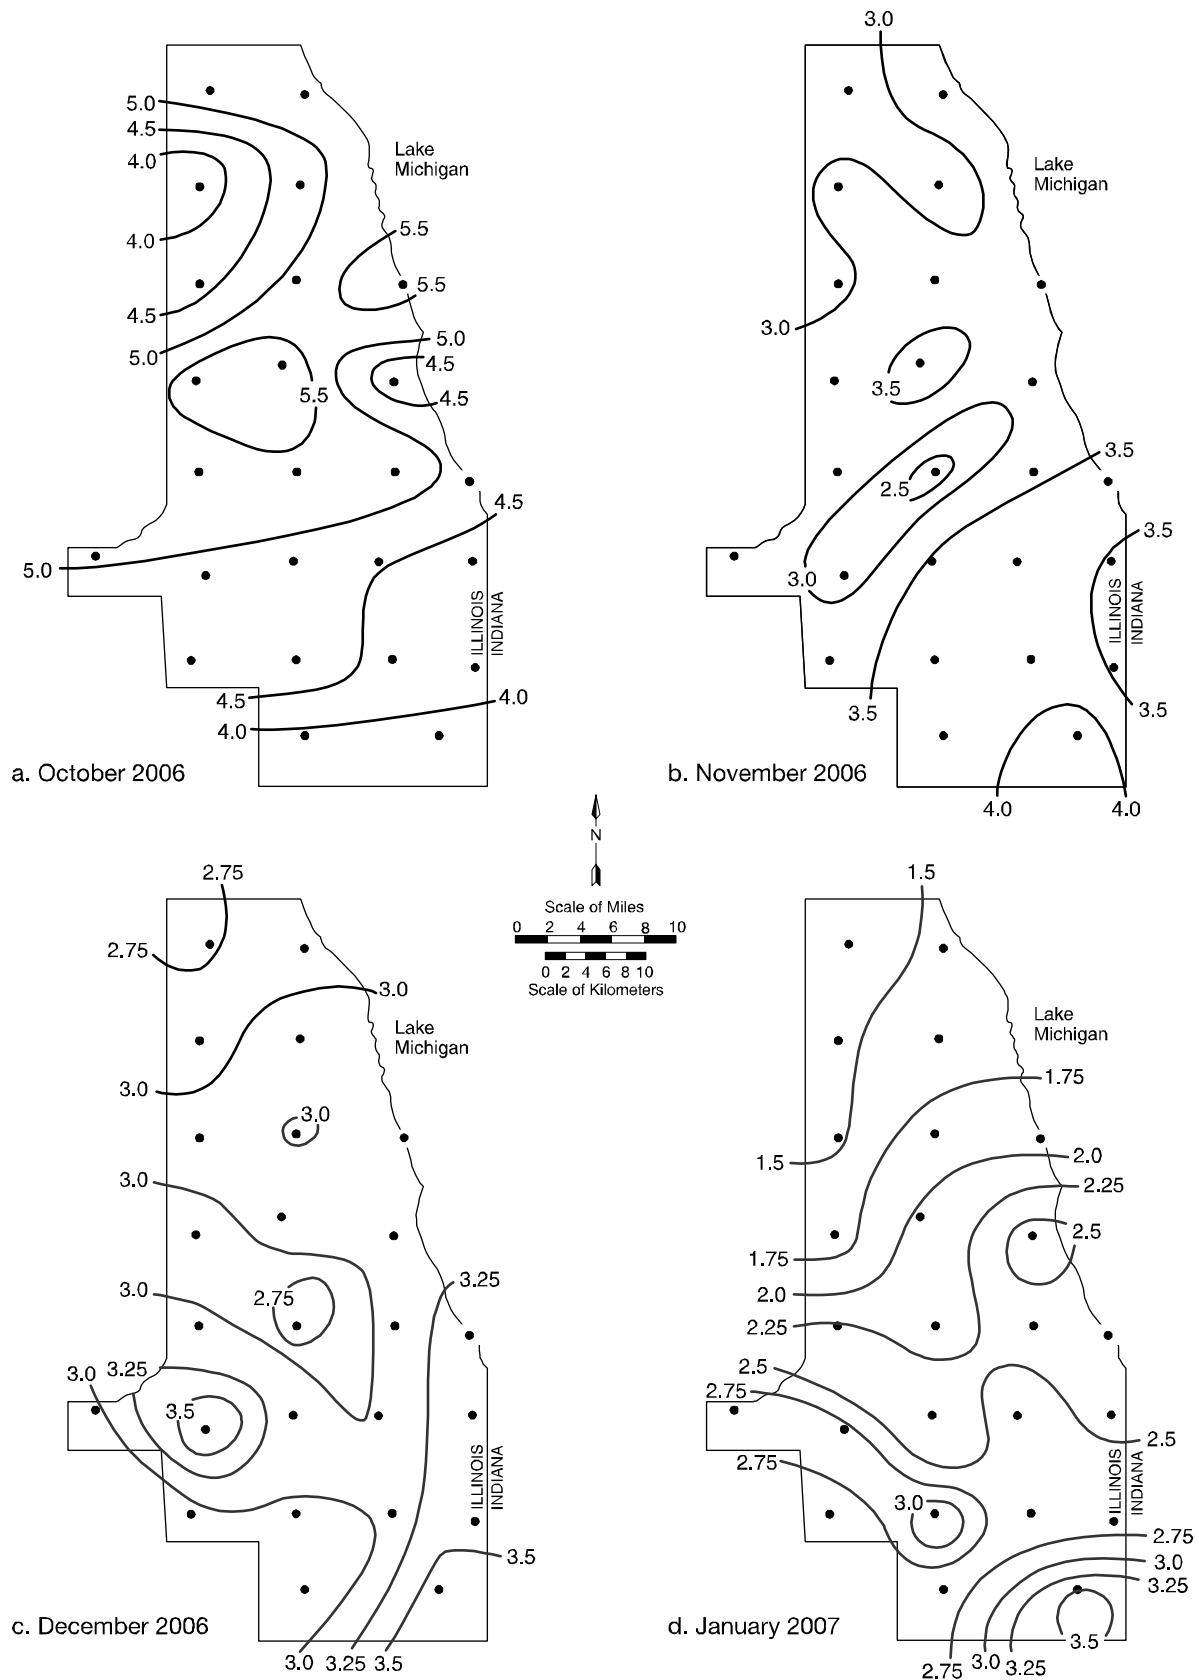 3.0
5.0
4.5
4.0
Lake
Michigan
4.0
5.5
5.5
4.5
5.0
5.0
4.5
5.5
4.5
4.5
5.0
ILLINOIS
INDIANA
4.5
4.0
4.0
a. October 2006
Lake
Michigan
3.0
3.5
3.5
2.5
3.5
3.0
ILLINOIS
INDIANA
3.5
3.5
4.0
4.0
b. November 2006
N
Scale of Miles
0 2 4 6 8 10
0 2 4 6 8 10
Scale of Kilometers
2.75
2.75
3.0
Lake
Michigan
3.0
3.0
3.0
3.25
3.0
2.75
3.0
3.25
3.5
ILLINOIS
INDIANA
3.5
c. December 2006
3.0
3.25
3.5
1.5
Lake
Michigan
1.75
1.5
2.0
2.25
2.5
1.75
2.0
2.25
2.5
2.75
2.5
2.75
ILLINOIS
INDIANA
3.0
2.75
3.0
3.25
d. January 2007
3.5
2.75
3.0
3.25